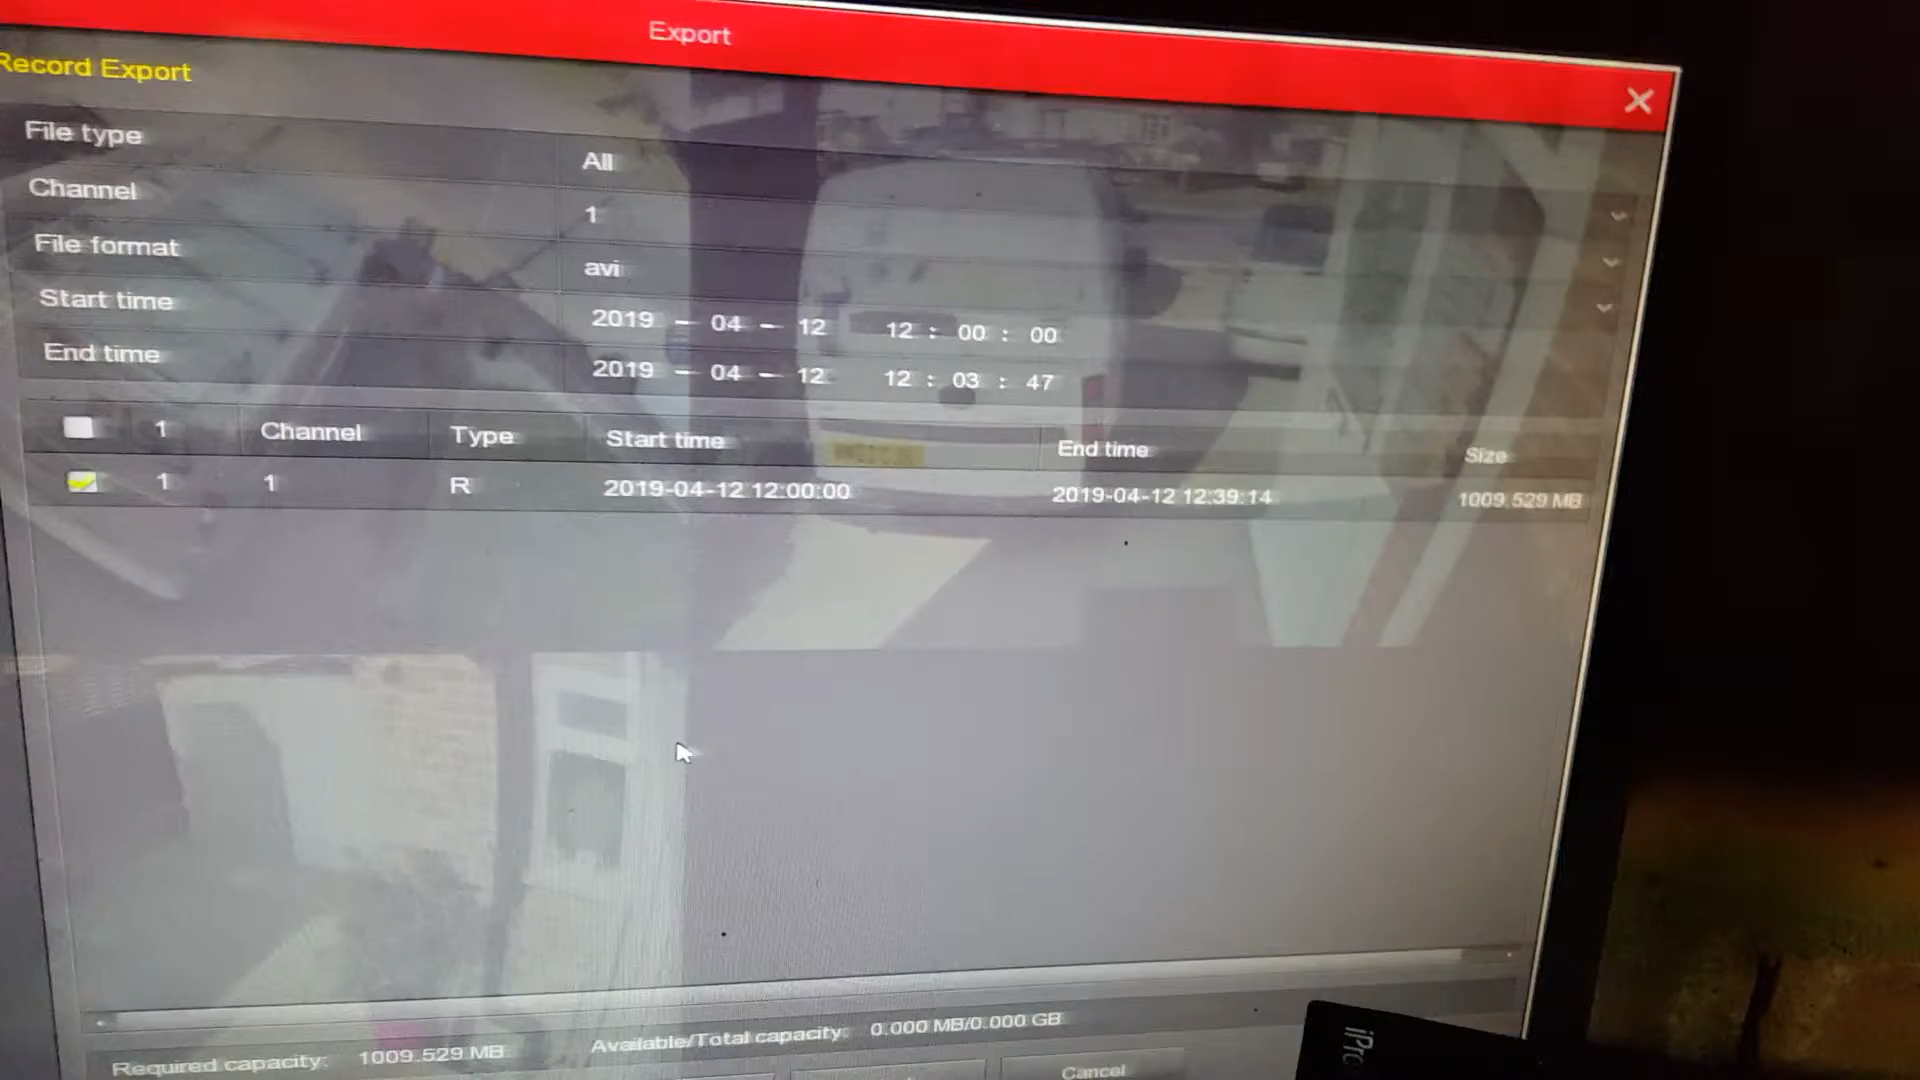 Export
Record Export
File type All
Channel 1
File format avi
Start time 2019 - 04 - 12 12 : 00 : 00
End time 2019 - 04 - 12 12 : 03 : 47
1 Channel Type Start time End time Size
1 1 R 2019-04-12 12:00:00 2019-04-12 12:39:14 1009.529 MB
Required capacity: 1009.529 MB Available/Total capacity: 0.000 MB/0.000 GB
Cancel